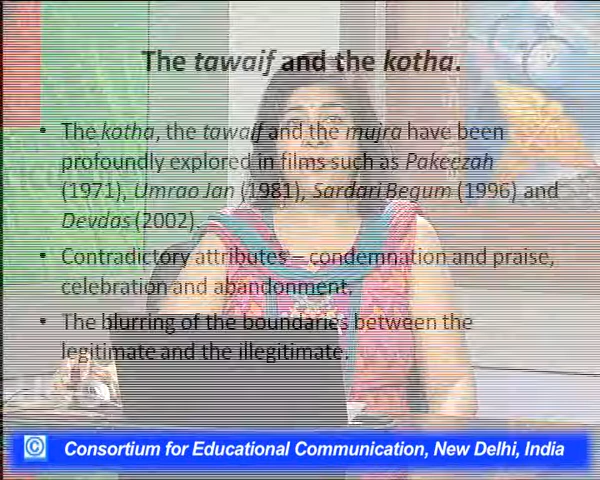 The tawaif and the kotha.
• The kotha, the tawaif and the mujra have been
profoundly explored in films such as Pakeezah
(1971), Umrao Jan (1981), Sardari Begum (1996) and
Devdas (2002).
• Contradictory attributes – condemnation and praise,
celebration and abandonment.
• The blurring of the boundaries between the
legitimate and the illegitimate.
© Consortium for Educational Communication, New Delhi, India